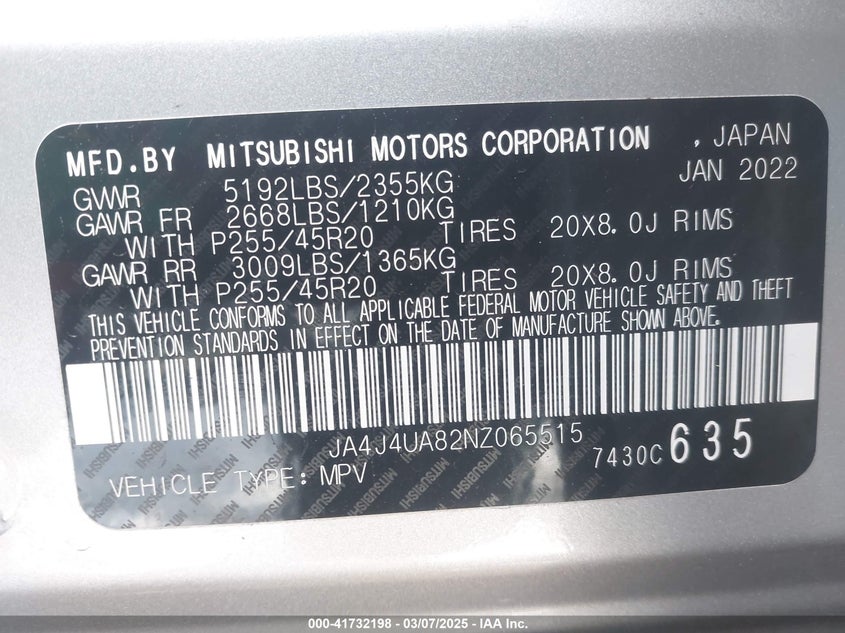 MFD.BY MITSUBISHI MOTORS CORPORATION , JAPAN
JAN 2022
GVWR 5192LBS/2355KG
GAWR FR 2668LBS/1210KG
WITH P255/45R20 TIRES 20X8.0J RIMS
GAWR RR 3009LBS/1365KG
WITH P255/45R20 TIRES 20X8.0J RIMS
THIS VEHICLE CONFORMS TO ALL APPLICABLE FEDERAL MOTOR VEHICLE SAFETY AND THEFT
PREVENTION STANDARDS IN EFFECT ON THE DATE OF MANUFACTURE SHOWN ABOVE.
JA4J4UA82NZ065515
7430C 635
VEHICLE TYPE: MPV
000-41732198 - 03/07/2025 - IAA Inc.